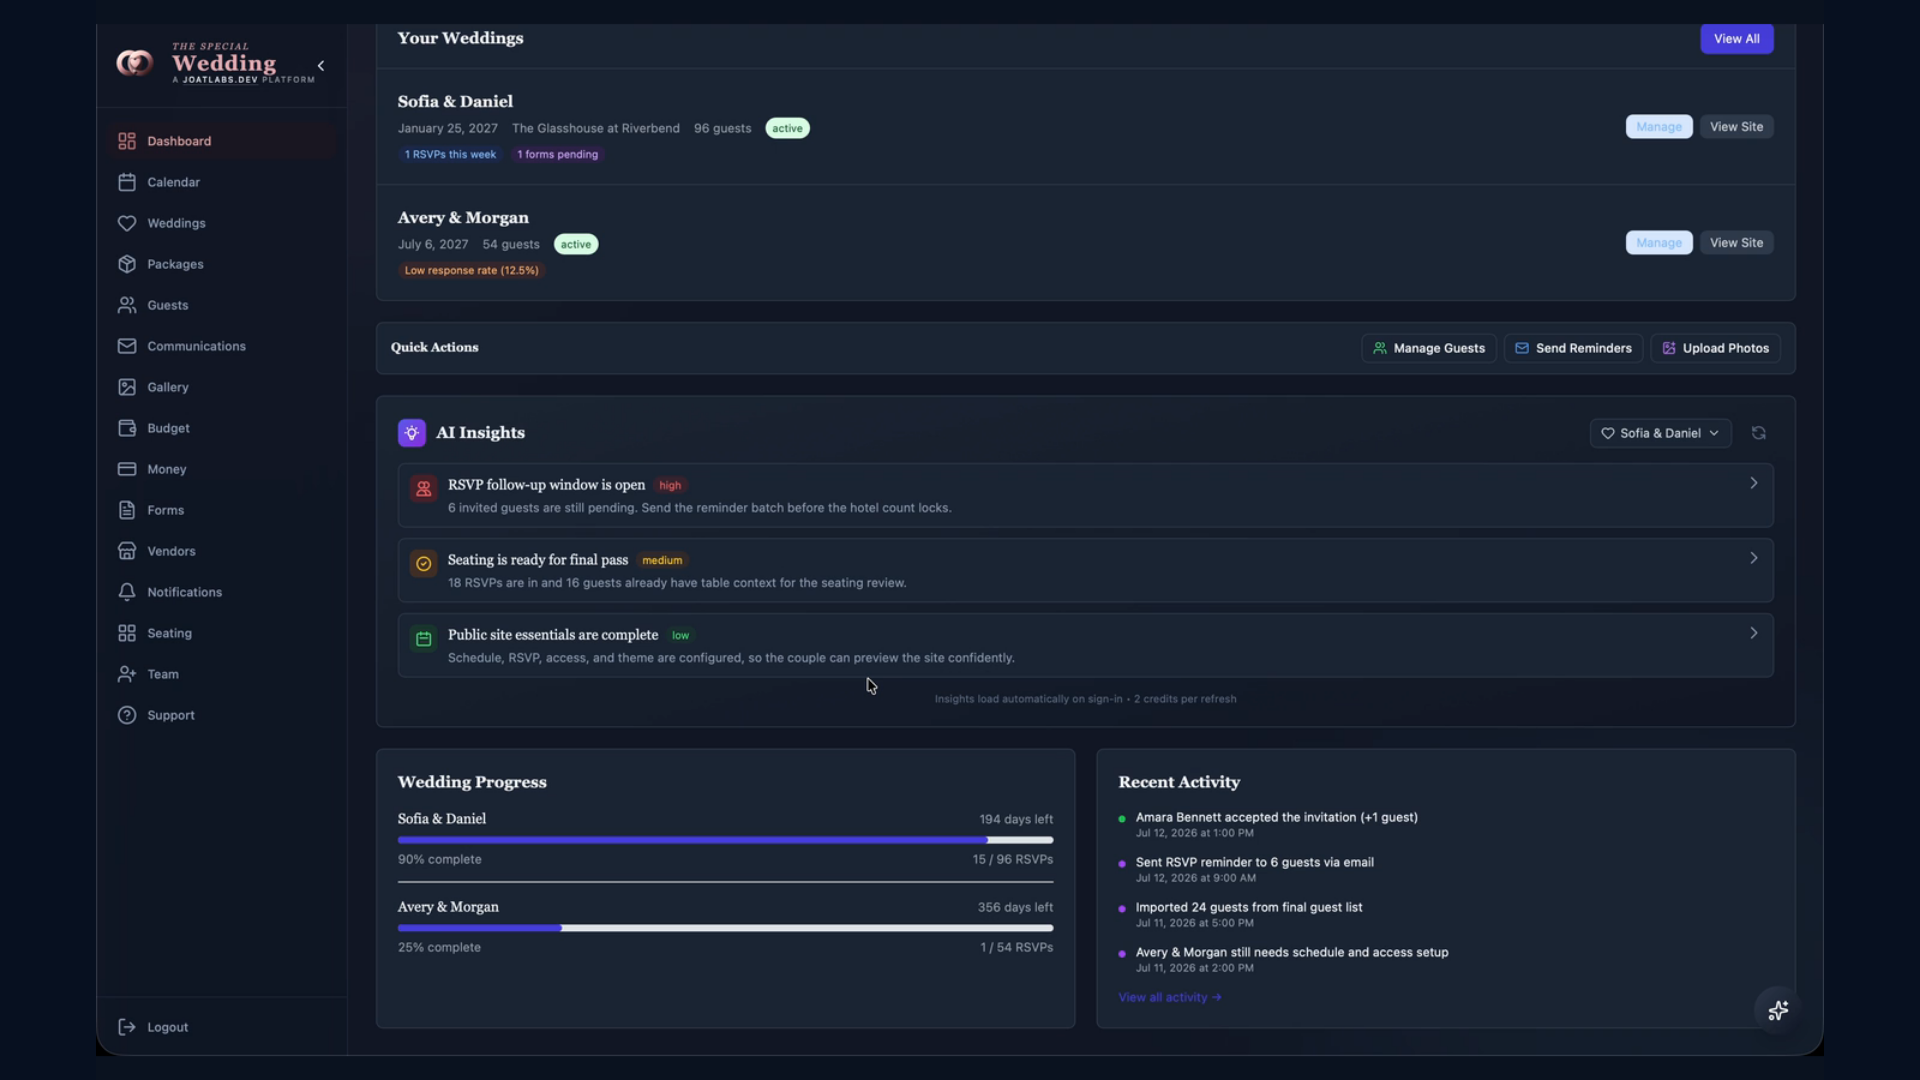 THE SPECIAL
Wedding
A JOATLABS.DEV PLATFORM
Dashboard
Calendar
Weddings
Packages
Guests
Communications
Gallery
Budget
Money
Forms
Vendors
Notifications
Seating
Team
Support
Logout
Your Weddings
View All
Sofia & Daniel
January 25, 2027 The Glasshouse at Riverbend 96 guests active
1 RSVPs this week 1 forms pending
Manage View Site
Avery & Morgan
July 6, 2027 54 guests active
Low response rate (12.5%)
Manage View Site
Quick Actions
Manage Guests Send Reminders Upload Photos
AI Insights
Sofia & Daniel
RSVP follow-up window is open high
6 invited guests are still pending. Send the reminder batch before the hotel count locks.
Seating is ready for final pass medium
18 RSVPs are in and 16 guests already have table context for the seating review.
Public site essentials are complete low
Schedule, RSVP, access, and theme are configured, so the couple can preview the site confidently.
Insights load automatically on sign-in • 2 credits per refresh
Wedding Progress
Sofia & Daniel 194 days left
90% complete 15 / 96 RSVPs
Avery & Morgan 356 days left
25% complete 1 / 54 RSVPs
Recent Activity
Amara Bennett accepted the invitation (+1 guest)
Jul 12, 2026 at 1:00 PM
Sent RSVP reminder to 6 guests via email
Jul 12, 2026 at 9:00 AM
Imported 24 guests from final guest list
Jul 11, 2026 at 5:00 PM
Avery & Morgan still needs schedule and access setup
Jul 11, 2026 at 2:00 PM
View all activity →